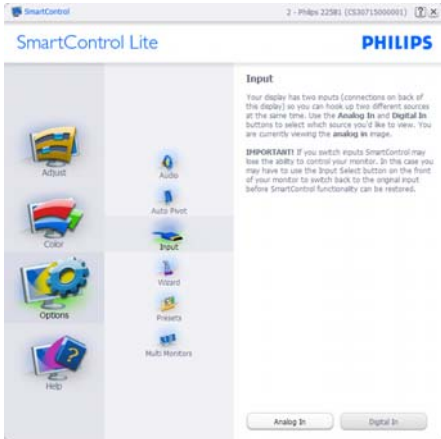 SmartControl
2 - Philips 225B1 (CS30715000001)
SmartControl Lite
PHILIPS
Adjust
Color
Options
Help
Audio
Auto Pivot
Input
Wizard
Presets
Multi Monitors
Input
Your display has two inputs (connections on back of
the display) so you can hook up two different sources
at the same time. Use the Analog In and Digital In
buttons to select which source you'd like to view. You
are currently viewing the analog in image.
IMPORTANT! If you switch inputs SmartControl may
lose the ability to control your monitor. In this case you
may have to use the Input Select button on the front
of your monitor to switch back to the original input
before SmartControl functionality can be restored.
Analog In
Digital In